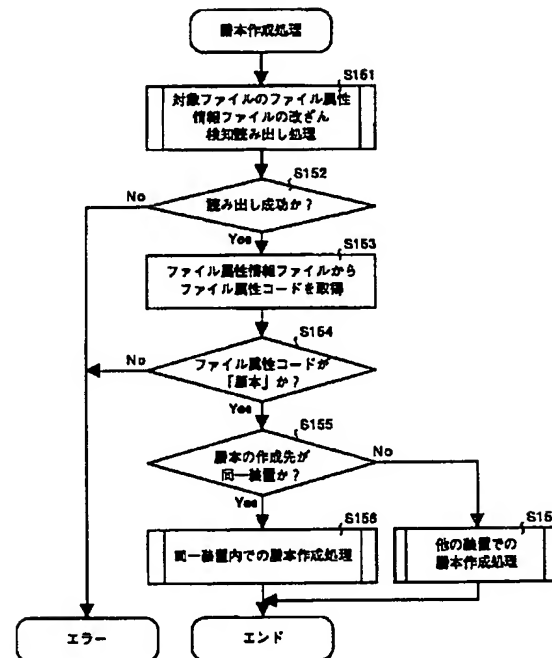 謄本作成処理
S151
対象ファイルのファイル属性
情報ファイルの改ざん
検知読み出し処理
S152
No
読み出し成功か？
Yes
S153
ファイル属性情報ファイルから
ファイル属性コードを取得
S154
No
ファイル属性コードが
「原本」か？
Yes
S155
謄本の作成先が
同一装置か？
No
Yes
S156
同一装置内での謄本作成処理
S15
他の装置での
謄本作成処理
エラー
エンド